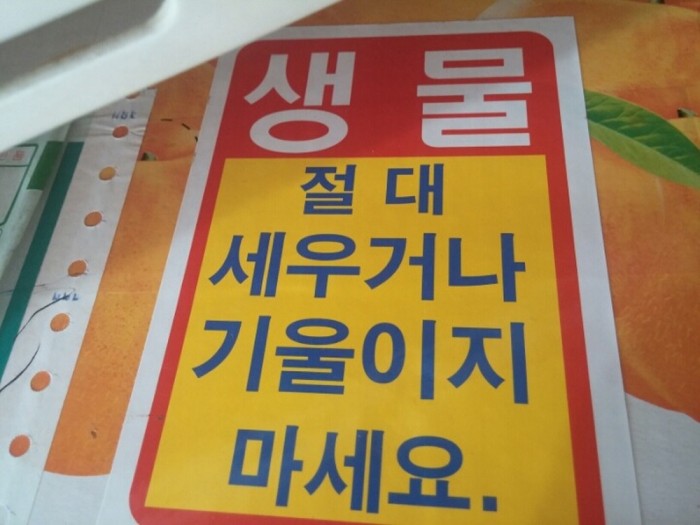 생물
절대
세우거나
기울이지
마세요.